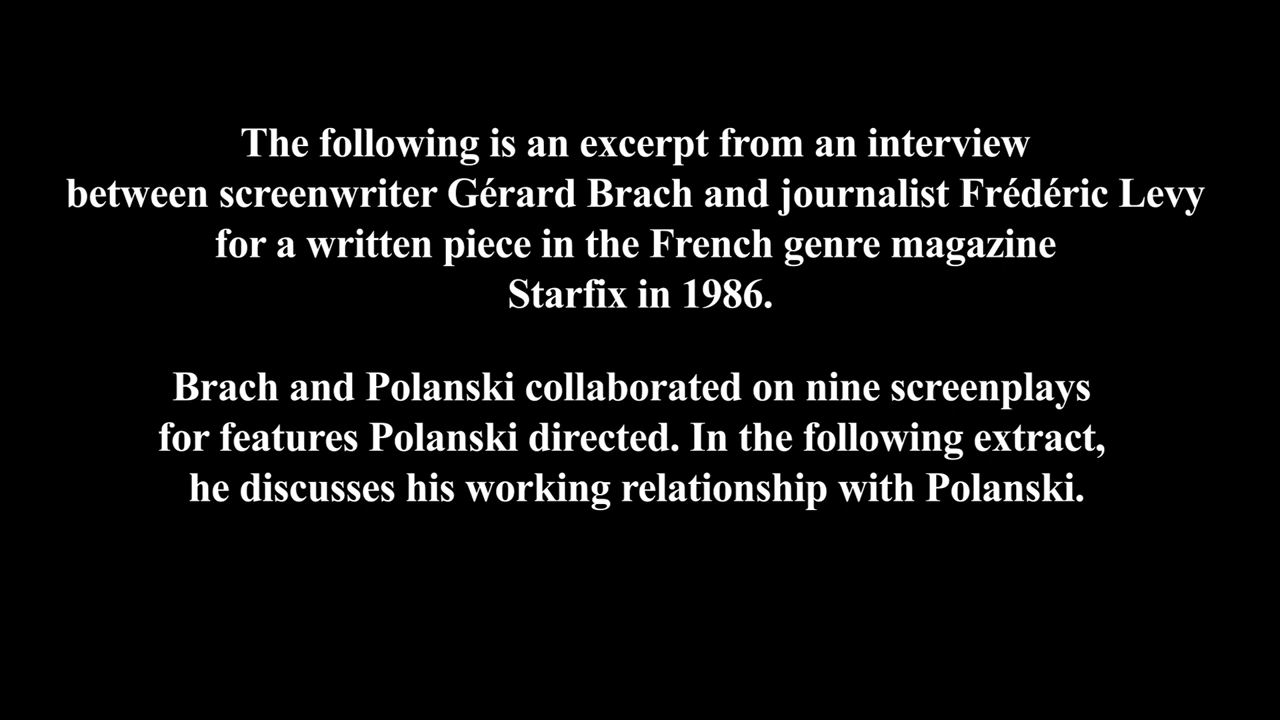 The following is an excerpt from an interview
between screenwriter Gérard Brach and journalist Frédéric Levy
for a written piece in the French genre magazine
Starfix in 1986.
Brach and Polanski collaborated on nine screenplays
for features Polanski directed. In the following extract,
he discusses his working relationship with Polanski.